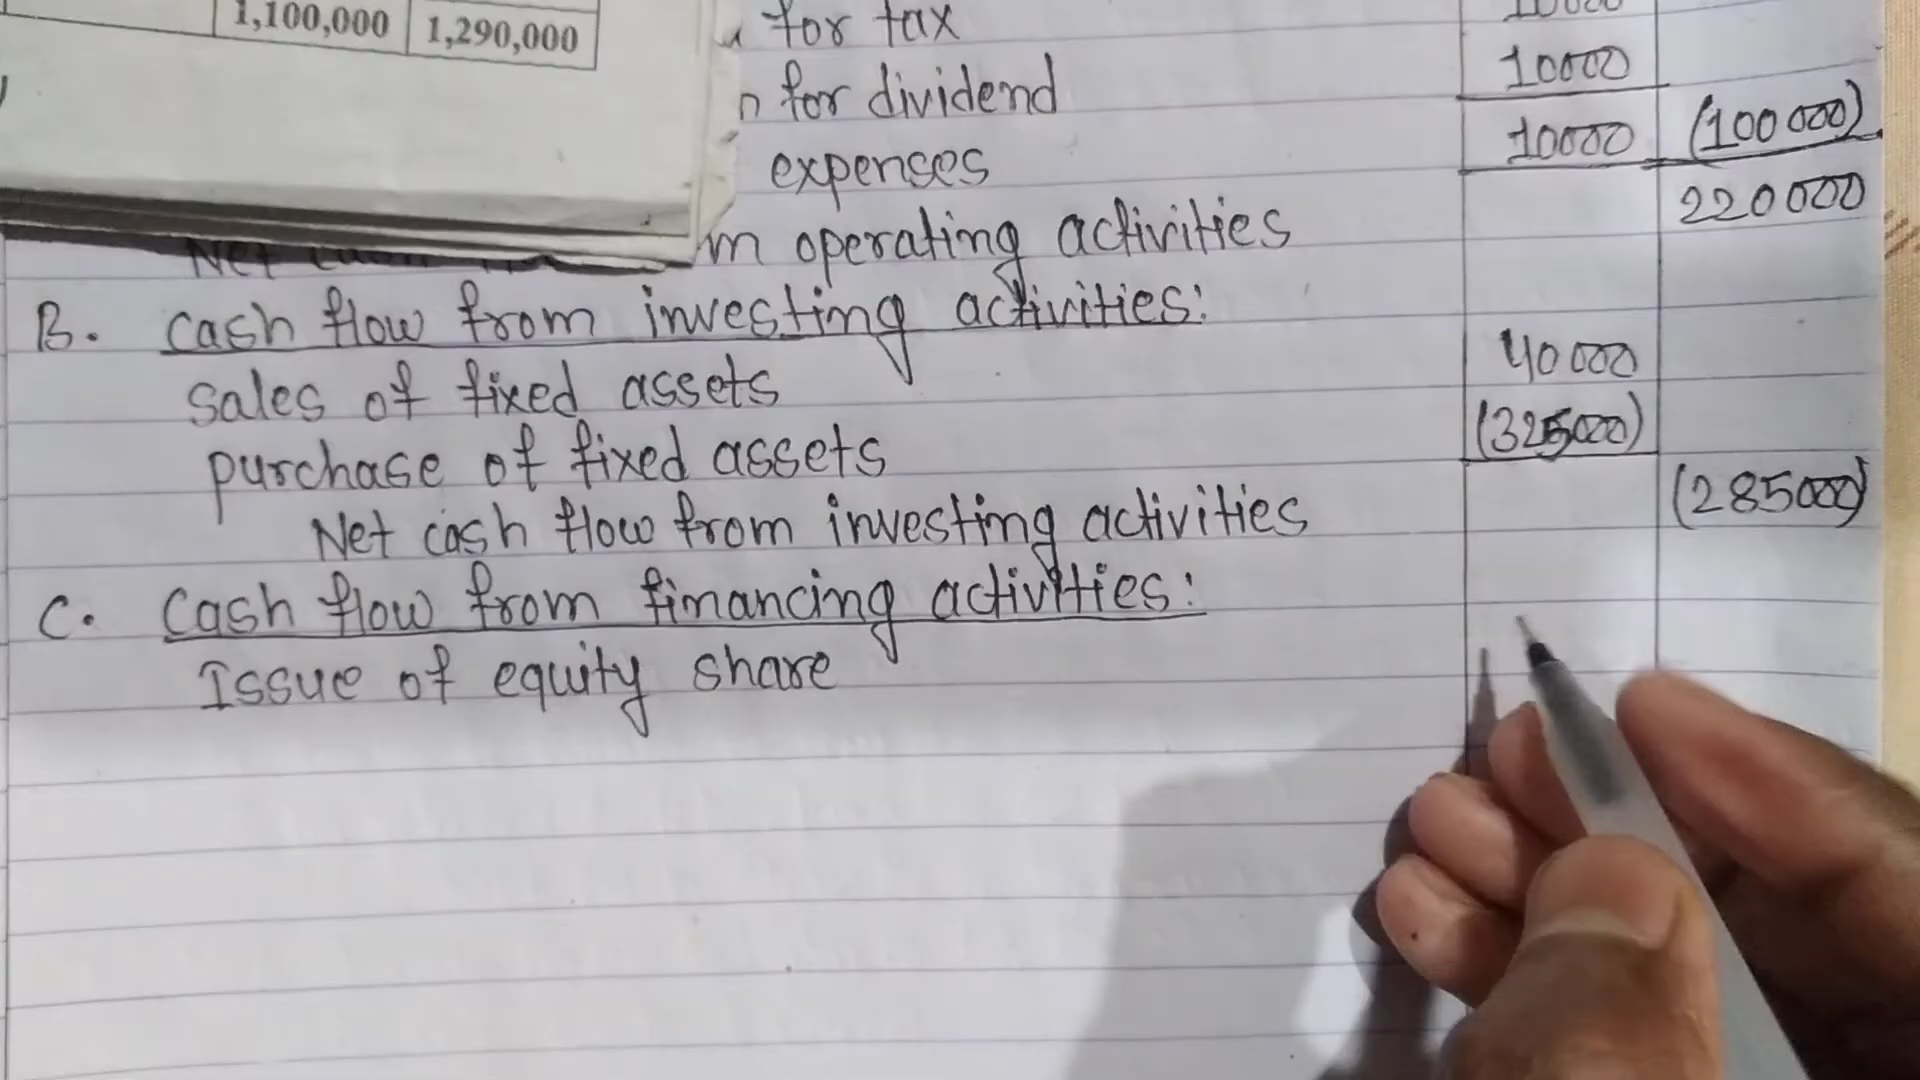 1,100,000 1,290,000
for tax 10000
for dividend 10000
expenses 10000 (100000)
operating activities 220000
B. Cash flow from investing activities:
Sales of fixed assets 40000
purchase of fixed assets (325000)
Net cash flow from investing activities (285000)
C. Cash flow from financing activities:
Issue of equity share